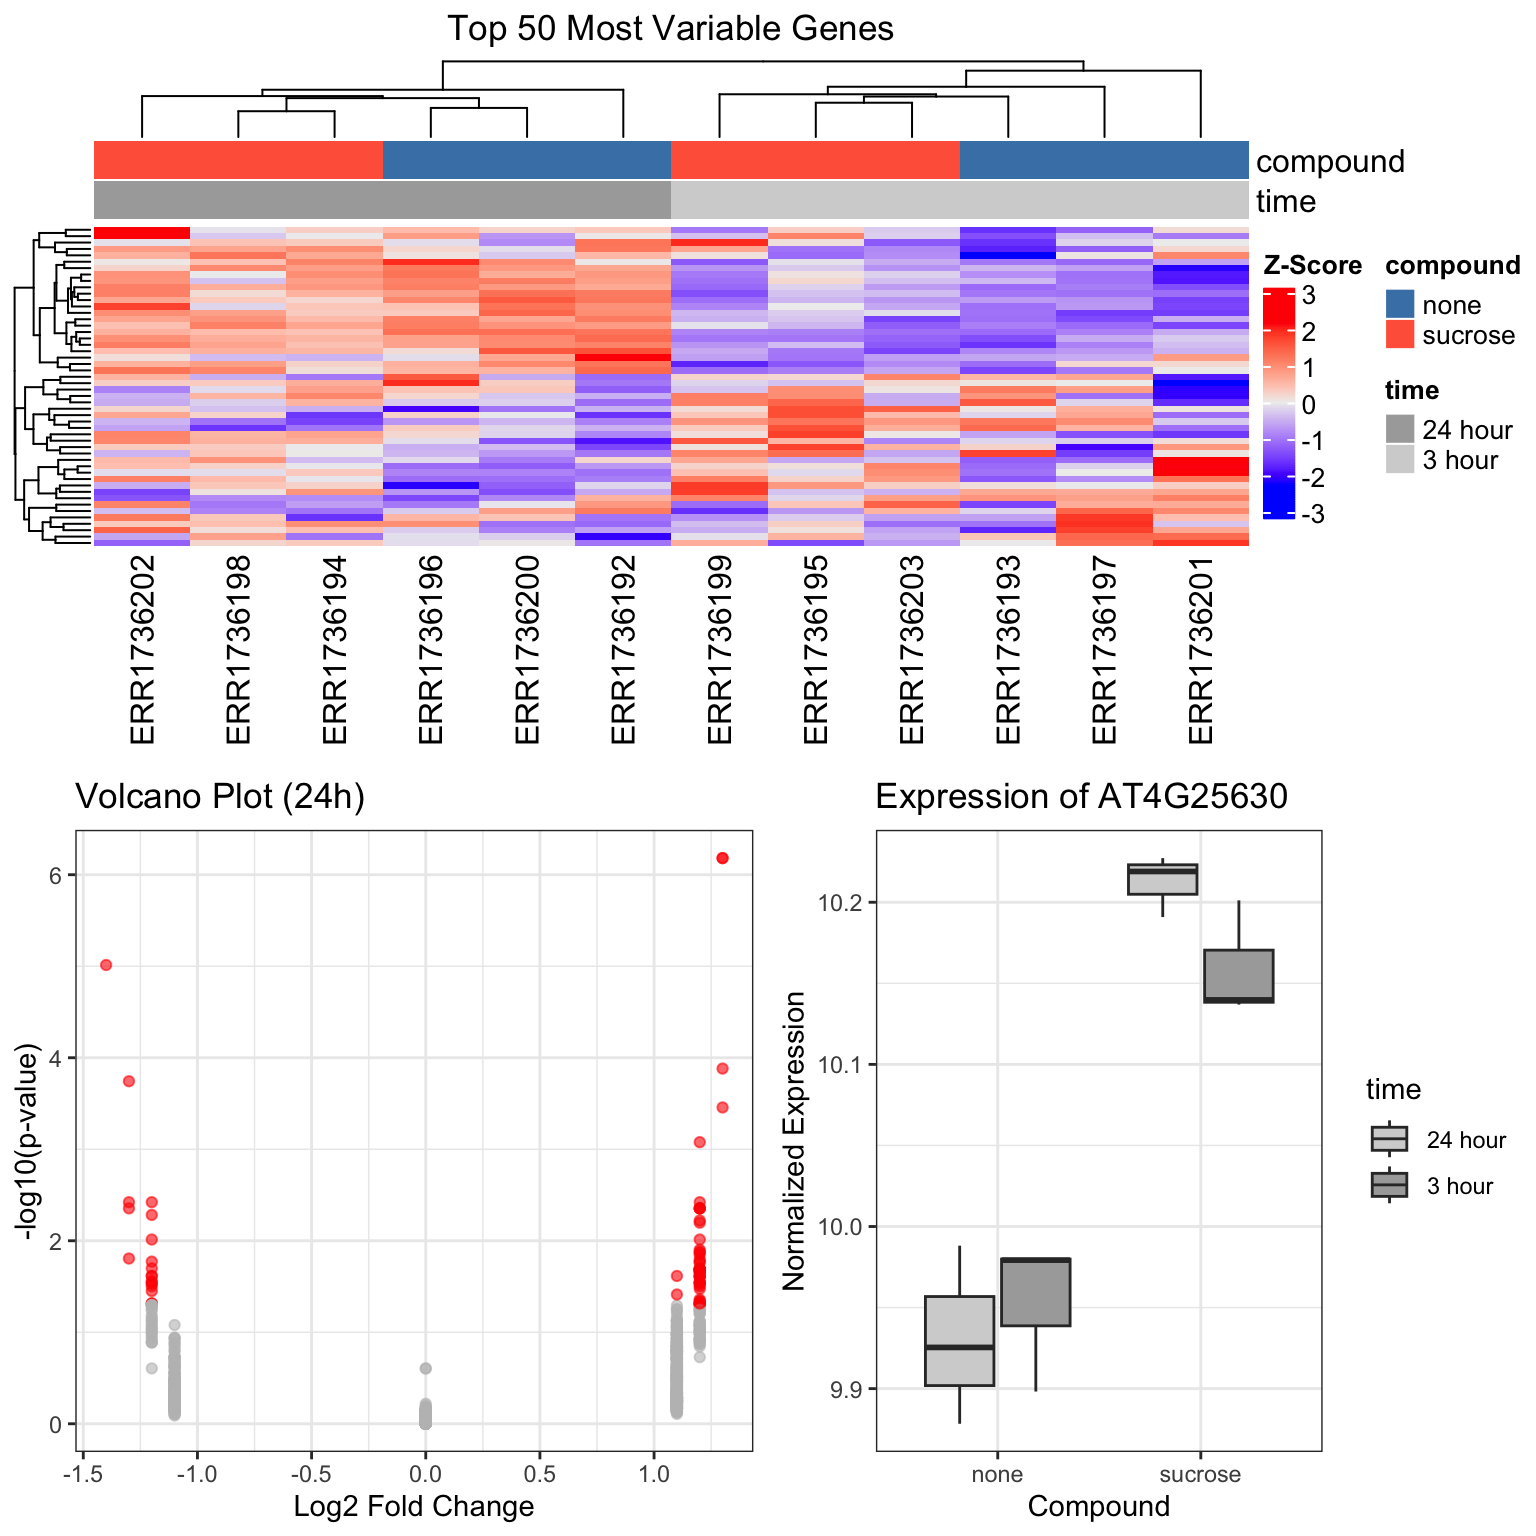 Top 50 Most Variable Genes
compound
time
Z-Score
3
2
1
0
-1
-2
-3
compound
none
sucrose
time
24 hour
3 hour
ERR1736202
ERR1736198
ERR1736194
ERR1736196
ERR1736200
ERR1736192
ERR1736199
ERR1736195
ERR1736203
ERR1736193
ERR1736197
ERR1736201
Volcano Plot (24h)
-log10(p-value)
6
4
2
0
-1.5
-1.0
-0.5
0.0
0.5
1.0
Log2 Fold Change
Expression of AT4G25630
Normalized Expression
10.2
10.1
10.0
9.9
none
sucrose
Compound
time
24 hour
3 hour